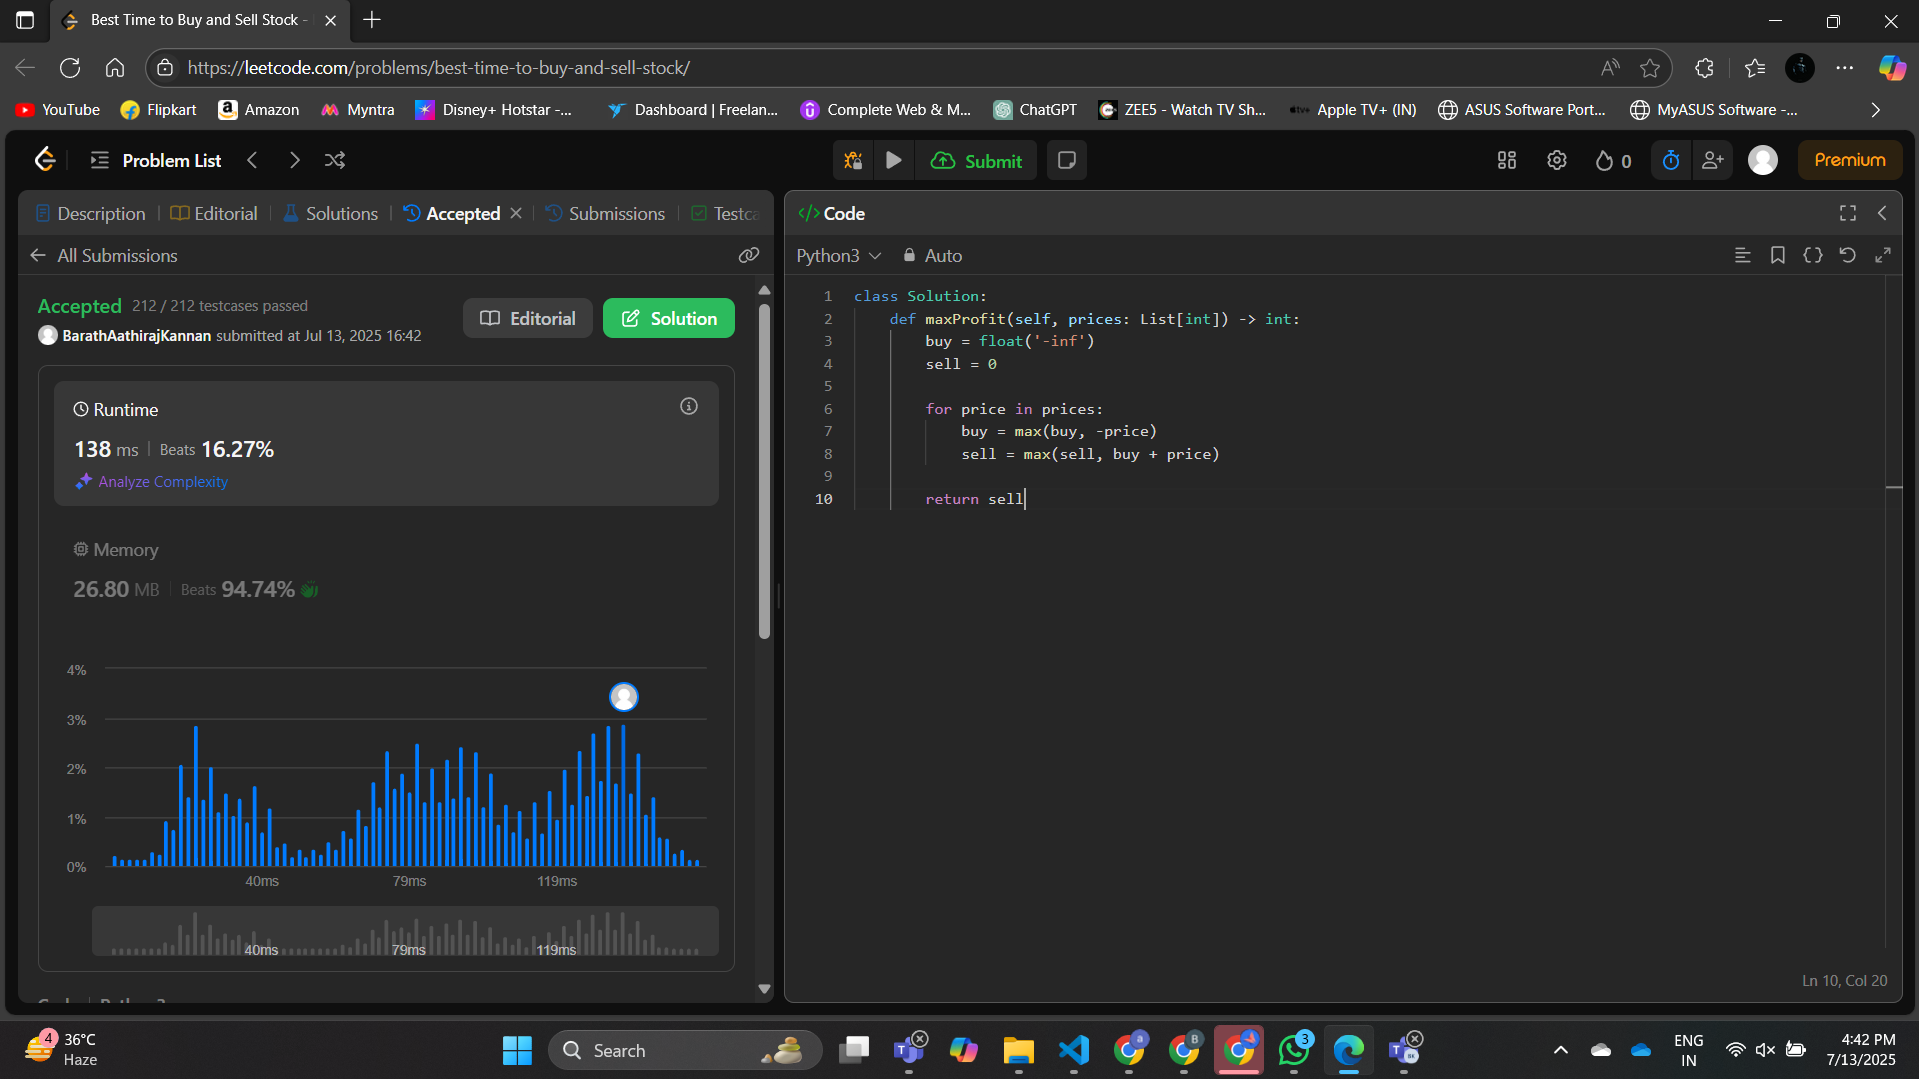 Best Time to Buy and Sell Stock -
https://leetcode.com/problems/best-time-to-buy-and-sell-stock/
YouTube
Flipkart
Amazon
Myntra
Disney+ Hotstar -...
Dashboard | Freelan...
Complete Web & M...
ChatGPT
ZEE5 - Watch TV Sh...
Apple TV+ (IN)
ASUS Software Port...
MyASUS Software -...
Problem List
Submit
0
Premium
Description
Editorial
Solutions
Accepted
Submissions
Testca
</> Code
All Submissions
Python3
Auto
Accepted 212 / 212 testcases passed
BarathAathirajKannan submitted at Jul 13, 2025 16:42
Editorial
Solution
Runtime
138 ms | Beats 16.27%
Analyze Complexity
Memory
26.80 MB | Beats 94.74%
4%
3%
2%
1%
0%
40ms 79ms 119ms
40ms 79ms 119ms
1 class Solution:
2 def maxProfit(self, prices: List[int]) -> int:
3 buy = float('-inf')
4 sell = 0
5
6 for price in prices:
7 buy = max(buy, -price)
8 sell = max(sell, buy + price)
9
10 return sell
Ln 10, Col 20
4
36°C
Haze
Search
a
B
3
ENG
IN
4:42 PM
7/13/2025